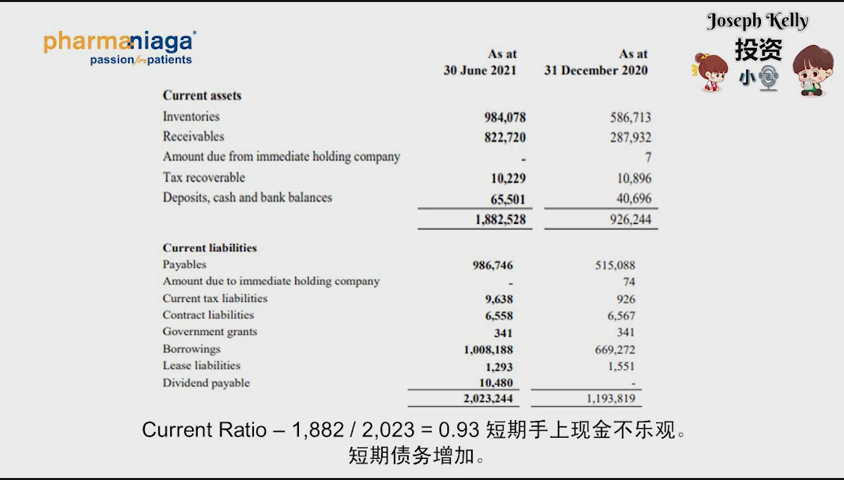 pharmaniaga
passion for patients
Joseph Kelly
投资
小
As at As at
30 June 2021 31 December 2020
Current assets
Inventories 984,078 586,713
Receivables 822,720 287,932
Amount due from immediate holding company - 7
Tax recoverable 10,229 10,896
Deposits, cash and bank balances 65,501 40,696
1,882,528 926,244
Current liabilities
Payables 986,746 515,088
Amount due to immediate holding company - 74
Current tax liabilities 9,638 926
Contract liabilities 6,558 6,567
Government grants 341 341
Borrowings 1,008,188 669,272
Lease liabilities 1,293 1,551
Dividend payable 10,480 -
2,023,244 1,193,819
Current Ratio – 1,882 / 2,023 = 0.93 短期手上现金不乐观。
短期债务增加。